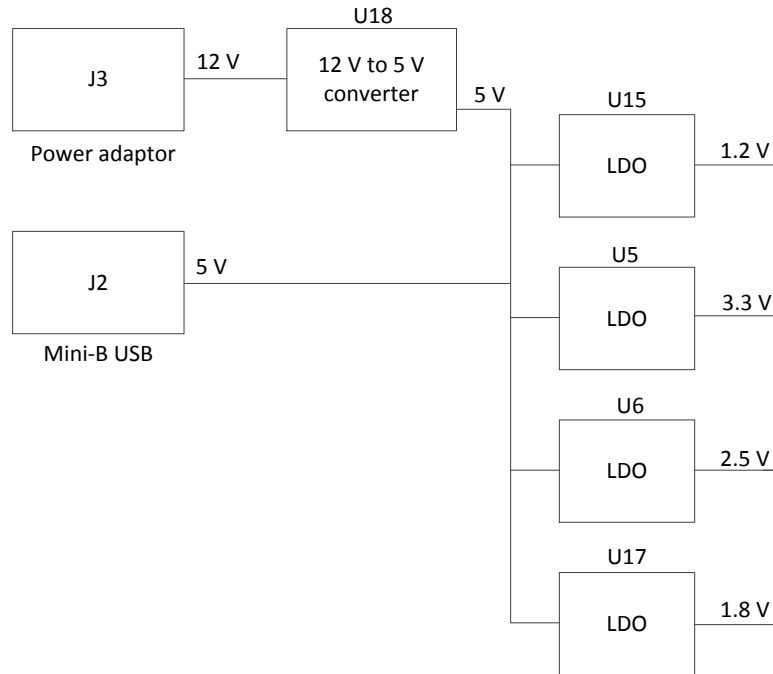 U18
J3
12 V
12 V to 5 V
converter
5 V
Power adaptor
U15
LDO
1.2 V
J2
5 V
Mini-B USB
U5
LDO
3.3 V
U6
LDO
2.5 V
U17
LDO
1.8 V